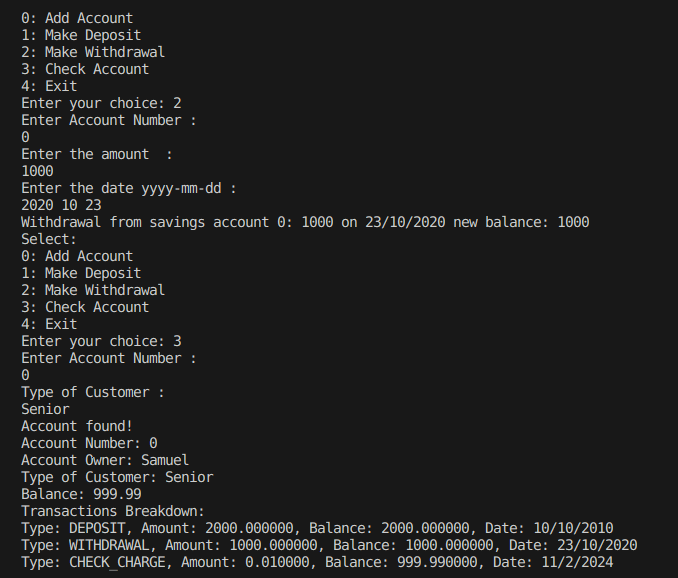 0: Add Account
1: Make Deposit
2: Make Withdrawal
3: Check Account
4: Exit
Enter your choice: 2
Enter Account Number :
0
Enter the amount  :
1000
Enter the date yyyy-mm-dd :
2020 10 23
Withdrawal from savings account 0: 1000 on 23/10/2020 new balance: 1000
Select:
0: Add Account
1: Make Deposit
2: Make Withdrawal
3: Check Account
4: Exit
Enter your choice: 3
Enter Account Number :
0
Type of Customer :
Senior
Account found!
Account Number: 0
Account Owner: Samuel
Type of Customer: Senior
Balance: 999.99
Transactions Breakdown:
Type: DEPOSIT, Amount: 2000.000000, Balance: 2000.000000, Date: 10/10/2010
Type: WITHDRAWAL, Amount: 1000.000000, Balance: 1000.000000, Date: 23/10/2020
Type: CHECK_CHARGE, Amount: 0.010000, Balance: 999.990000, Date: 11/2/2024